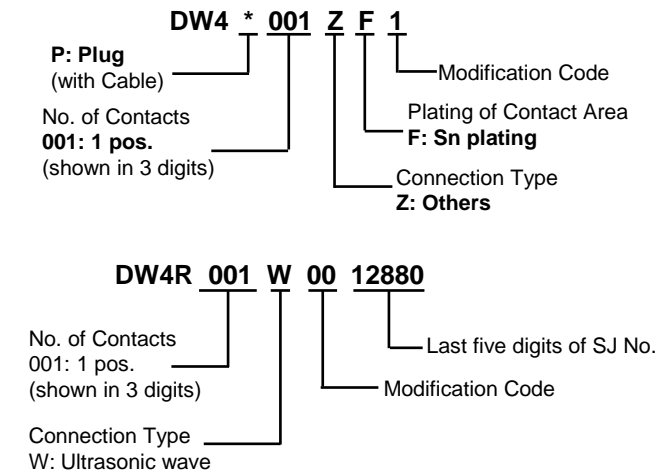 DW4 * 001 Z F 1
P: Plug
(with Cable)
Modification Code
No. of Contacts
001: 1 pos.
(shown in 3 digits)
Plating of Contact Area
F: Sn plating
Connection Type
Z: Others
DW4R 001 W 00 12880
No. of Contacts
001: 1 pos.
(shown in 3 digits)
Last five digits of SJ No.
Modification Code
Connection Type
W: Ultrasonic wave